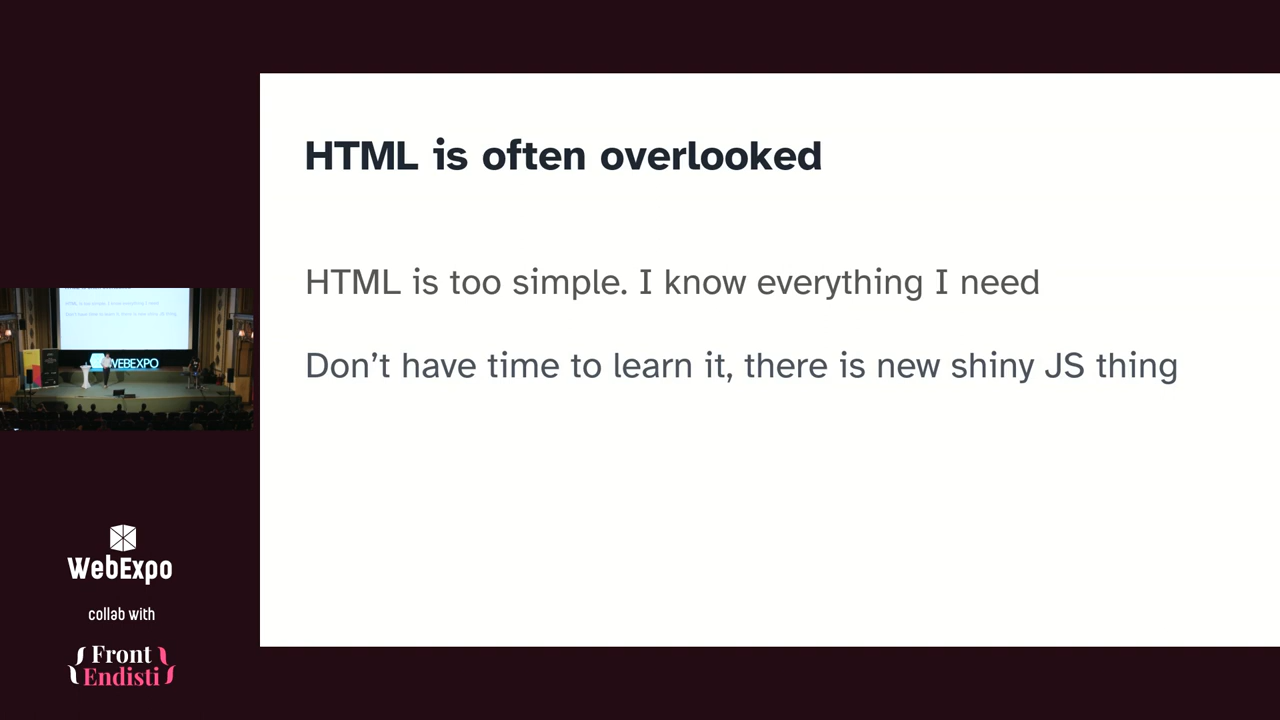 HTML is often overlooked
HTML is too simple. I know everything I need
Don’t have time to learn it, there is new shiny JS thing
WEBEXPO
WebExpo
collab with
{Front}
{Endisti}